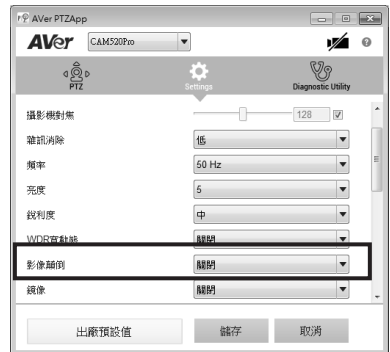 AVer PTZApp
AVer CAM520Pro
PTZ Settings Diagnostic Utility
攝影機對焦 128
雜訊消除 低
頻率 50 Hz
亮度 5
銳利度 中
WDR寬動態 關閉
影像顛倒 關閉
鏡像 關閉
出廠預設值 儲存 取消